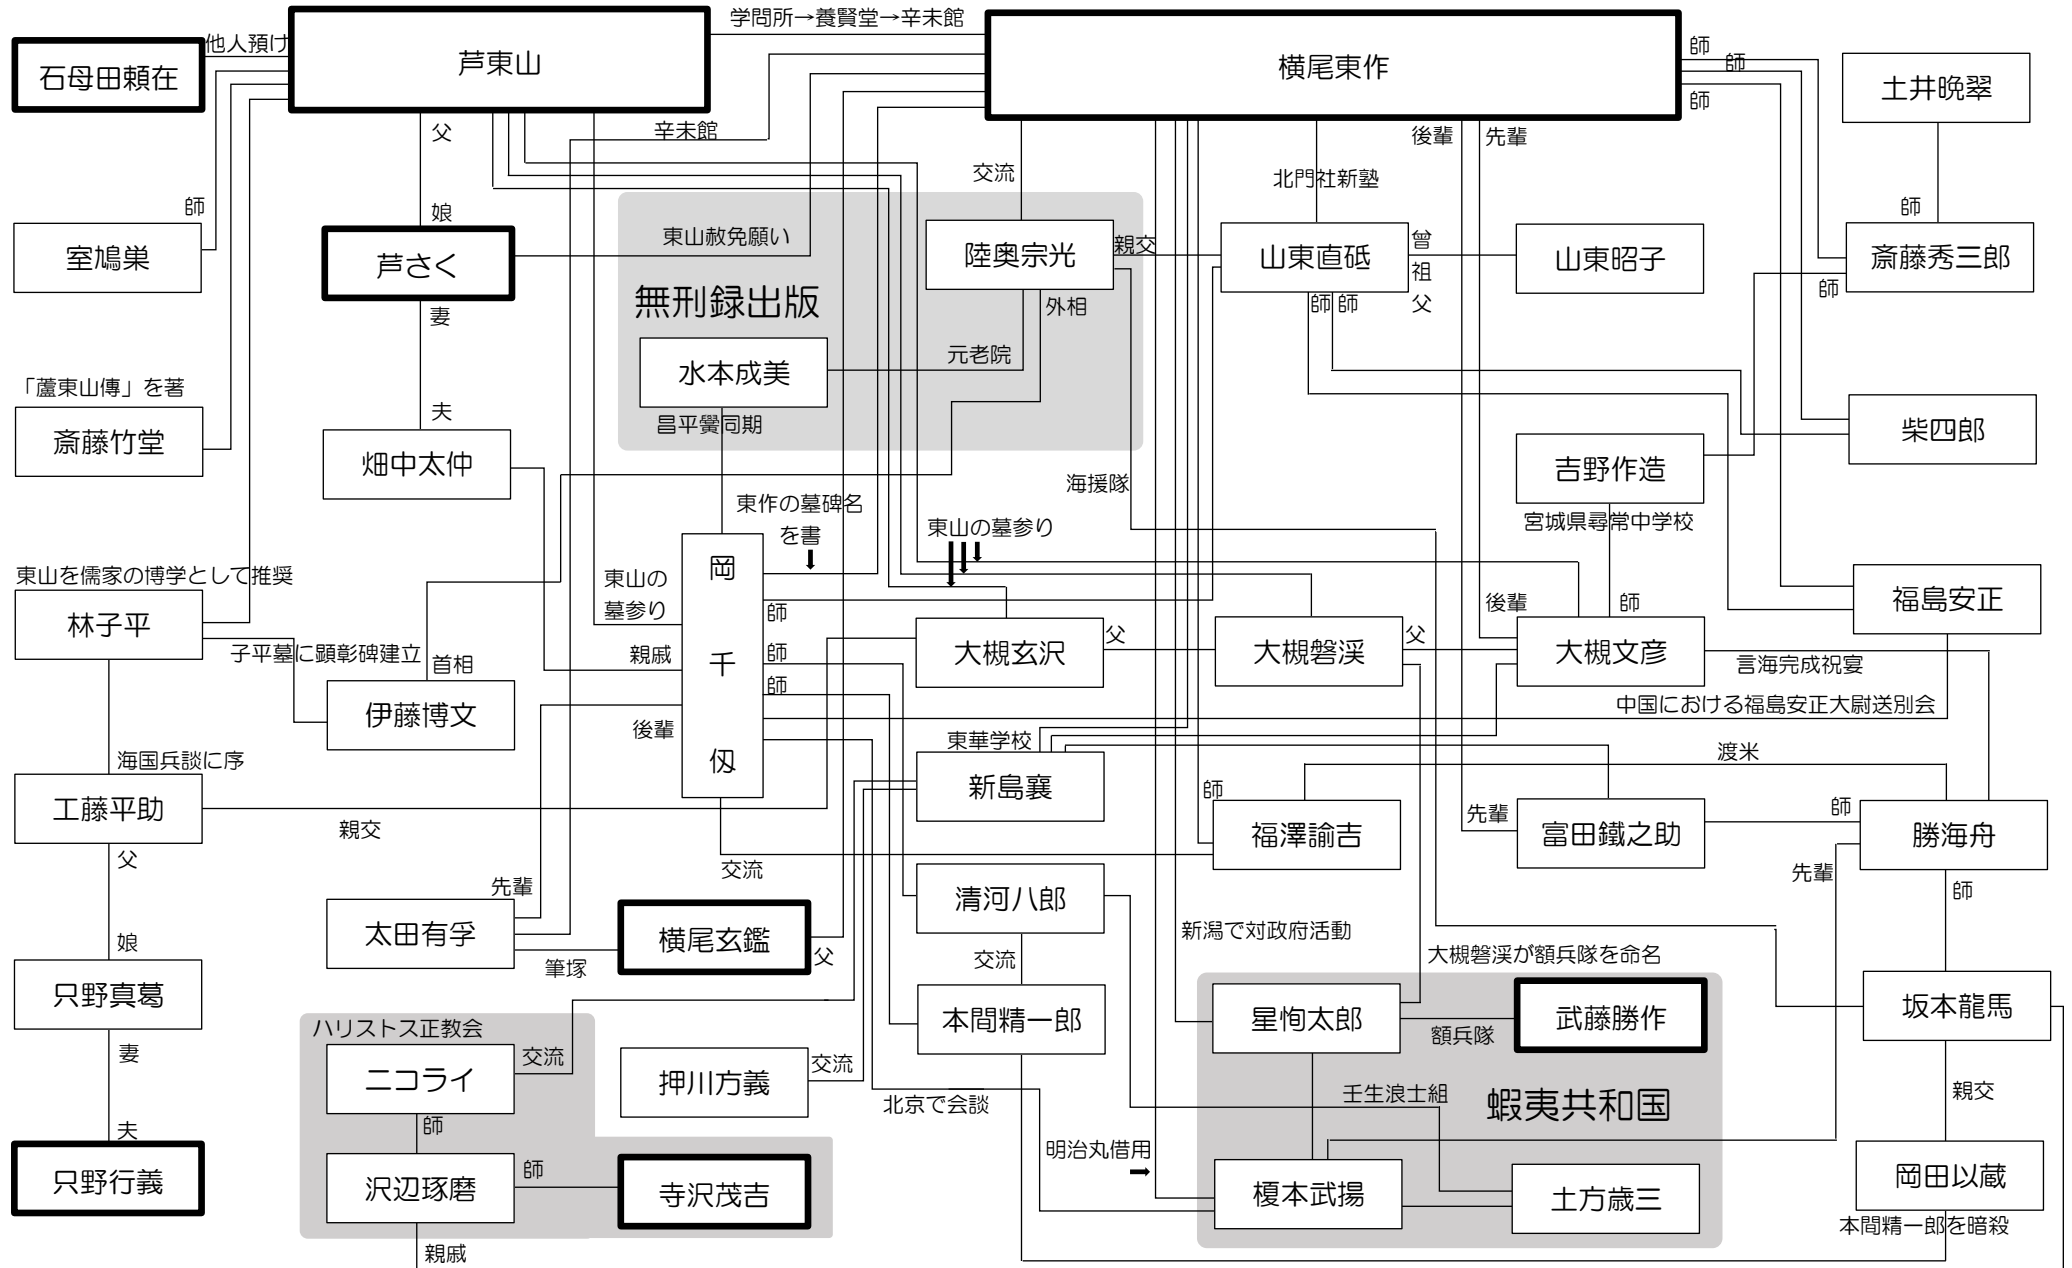 学問所→養賢堂→辛未館
他人預け
石母田頼在
芦東山
横尾東作
師
師
師
土井晩翠
父
辛未館
後輩
先輩
交流
北門社新塾
師
娘
師
室鳩巣
芦さく
東山赦免願い
陸奥宗光
親交
山東直砥
曾
祖
父
山東昭子
斎藤秀三郎
師
無刑録出版
妻
外相
師
師
水本成美
元老院
「蘆東山傳」を著
斎藤竹堂
夫
昌平黌同期
畑中太仲
柴四郎
吉野作造
海援隊
東作の墓碑名
を書
東山の墓参り
宮城県尋常中学校
東山を儒家の博学として推奨
林子平
東山の
墓参り
岡
千
仭
師
後輩
師
福島安正
子平墓に顕彰碑建立
首相
親戚
師
大槻玄沢
父
大槻磐渓
父
大槻文彦
言海完成祝宴
師
伊藤博文
後輩
中国における福島安正大尉送別会
東華学校
海国兵談に序
工藤平助
新島襄
渡米
師
福澤諭吉
先輩
富田鐵之助
師
勝海舟
親交
父
交流
先輩
師
先輩
太田有孚
横尾玄鑑
父
清河八郎
新潟で対政府活動
大槻磐渓が額兵隊を命名
娘
筆塚
交流
只野真葛
本間精一郎
星恂太郎
額兵隊
武藤勝作
坂本龍馬
ハリストス正教会
妻
ニコライ
交流
押川方義
交流
北京で会談
壬生浪士組
蝦夷共和国
親交
師
夫
明治丸借用
只野行義
沢辺琢磨
師
寺沢茂吉
榎本武揚
土方歳三
岡田以蔵
本間精一郎を暗殺
親戚